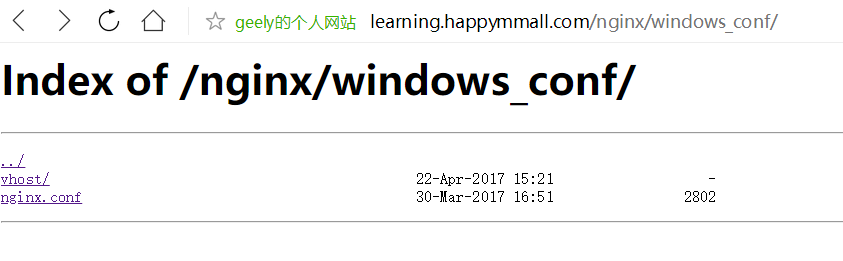 geely的个人网站 learning.happymmall.com/nginx/windows_conf/
Index of /nginx/windows_conf/
../
vhost/ 22-Apr-2017 15:21 -
nginx.conf 30-Mar-2017 16:51 2802